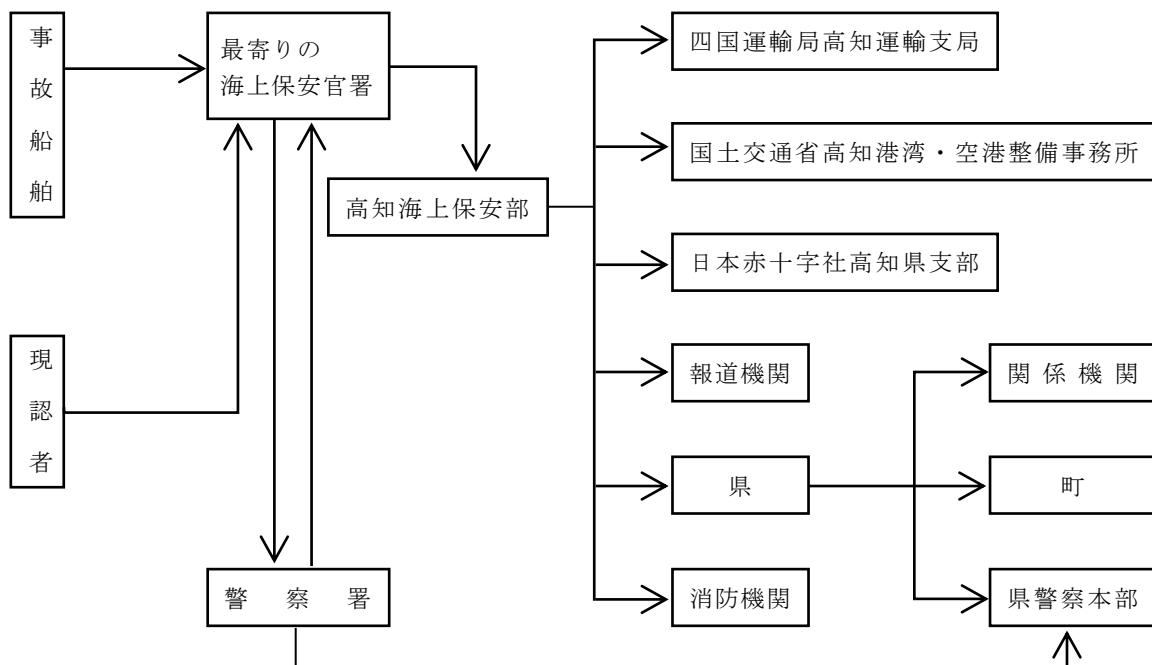 事故船舶
最寄りの
海上保安官署
四国運輸局高知運輸支局
国土交通省高知港湾・空港整備事務所
高知海上保安部
日本赤十字社高知県支部
現認者
報道機関
関係機関
県
町
警察署
消防機関
県警察本部